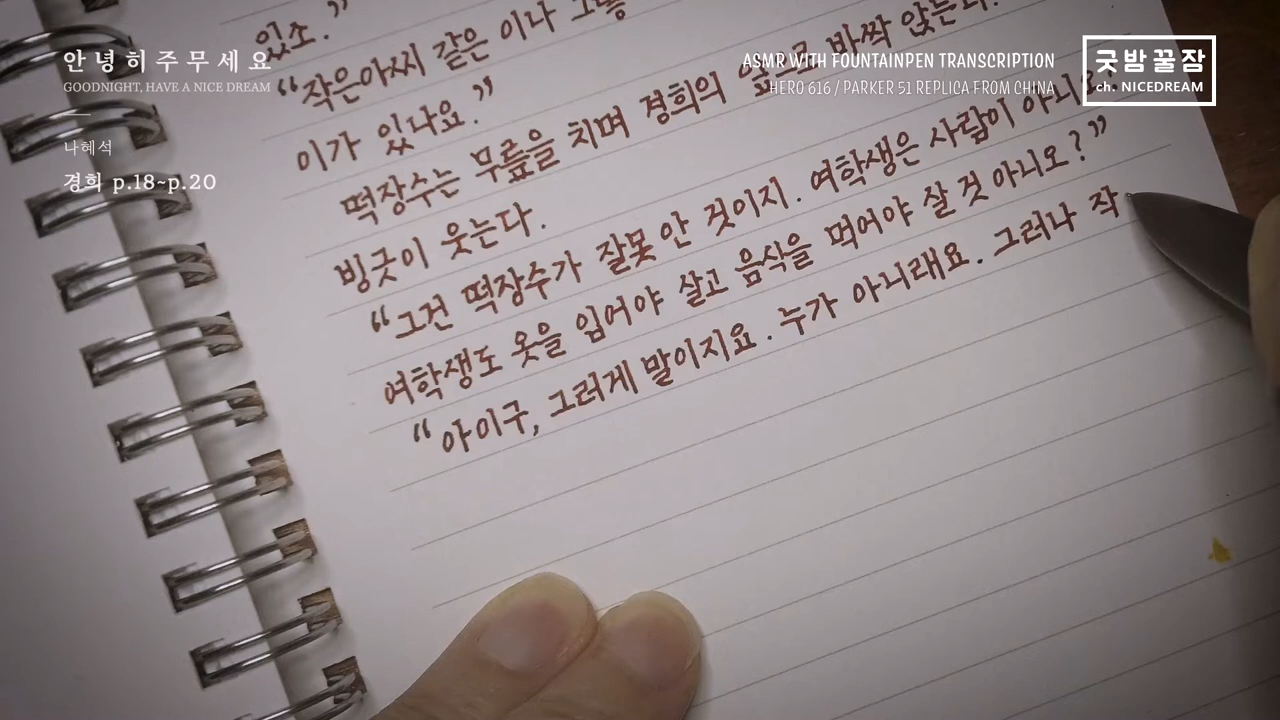 안녕히주무세요
GOODNIGHT, HAVE A NICE DREAM
나혜석
경희 p.18~p.20
ASMR WITH FOUNTAINPEN TRANSCRIPTION
HERO 616 / PARKER 51 REPLICA FROM CHINA
굿밤꿀잠
ch. NICEDREAM
있소.”
“작은아씨 같은 이나 그렇
이가 있나요.”
떡장수는 무릎을 치며 경희의 앞으로 바짝 앉는다.
빙긋이 웃는다.
“그건 떡장수가 잘못 안 것이지. 여학생은 사람이 아니오?
여학생도 옷을 입어야 살고 음식을 먹어야 살 것 아니오?”
“아이구, 그러게 말이지요. 누가 아니래요. 그러나 작